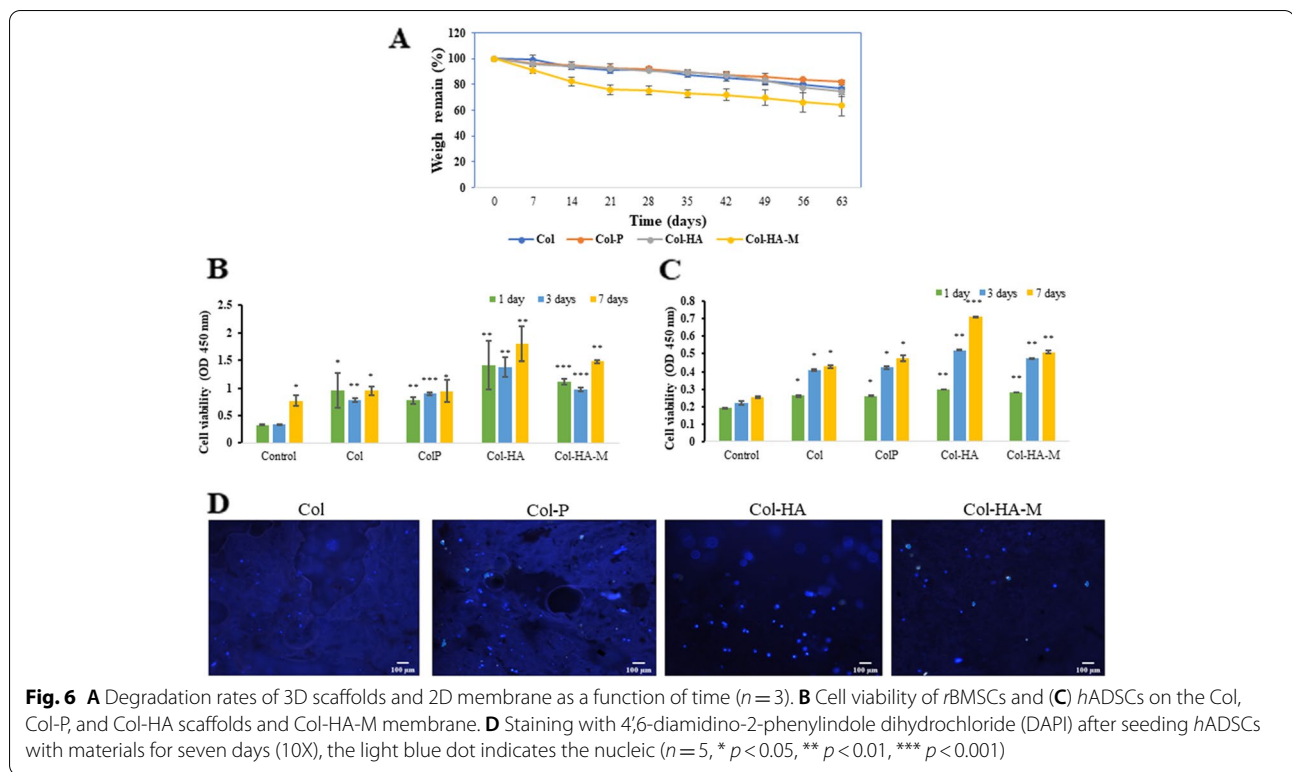 A
120
100
80
60
40
20
0
Weigh remain (%)
0 7 14 21 28 35 42 49 56 63
Time (days)
Col Col-P Col-HA Col-HA-M
B
1 day 3 days 7 days
2.5
2
1.5
1
0.5
0
Cell viability (OD 450 nm)
* * ** * ** *** * ** ** ** *** *** **
Control Col ColP Col-HA Col-HA-M
C
1 day 3 days 7 days
0.8
0.7
0.6
0.5
0.4
0.3
0.2
0.1
0
Cell viability (OD 450 nm)
* * * * * * ** ** *** ** ** **
Control Col ColP Col-HA Col-HA-M
D
Col Col-P Col-HA Col-HA-M
100 µm 100 µm 100 µm 100 µm
Fig. 6 A Degradation rates of 3D scaffolds and 2D membrane as a function of time (n = 3). B Cell viability of rBMSCs and (C) hADSCs on the Col,
Col-P, and Col-HA scaffolds and Col-HA-M membrane. D Staining with 4′,6-diamidino-2-phenylindole dihydrochloride (DAPI) after seeding hADSCs
with materials for seven days (10X), the light blue dot indicates the nucleic (n = 5, * p < 0.05, ** p < 0.01, *** p < 0.001)